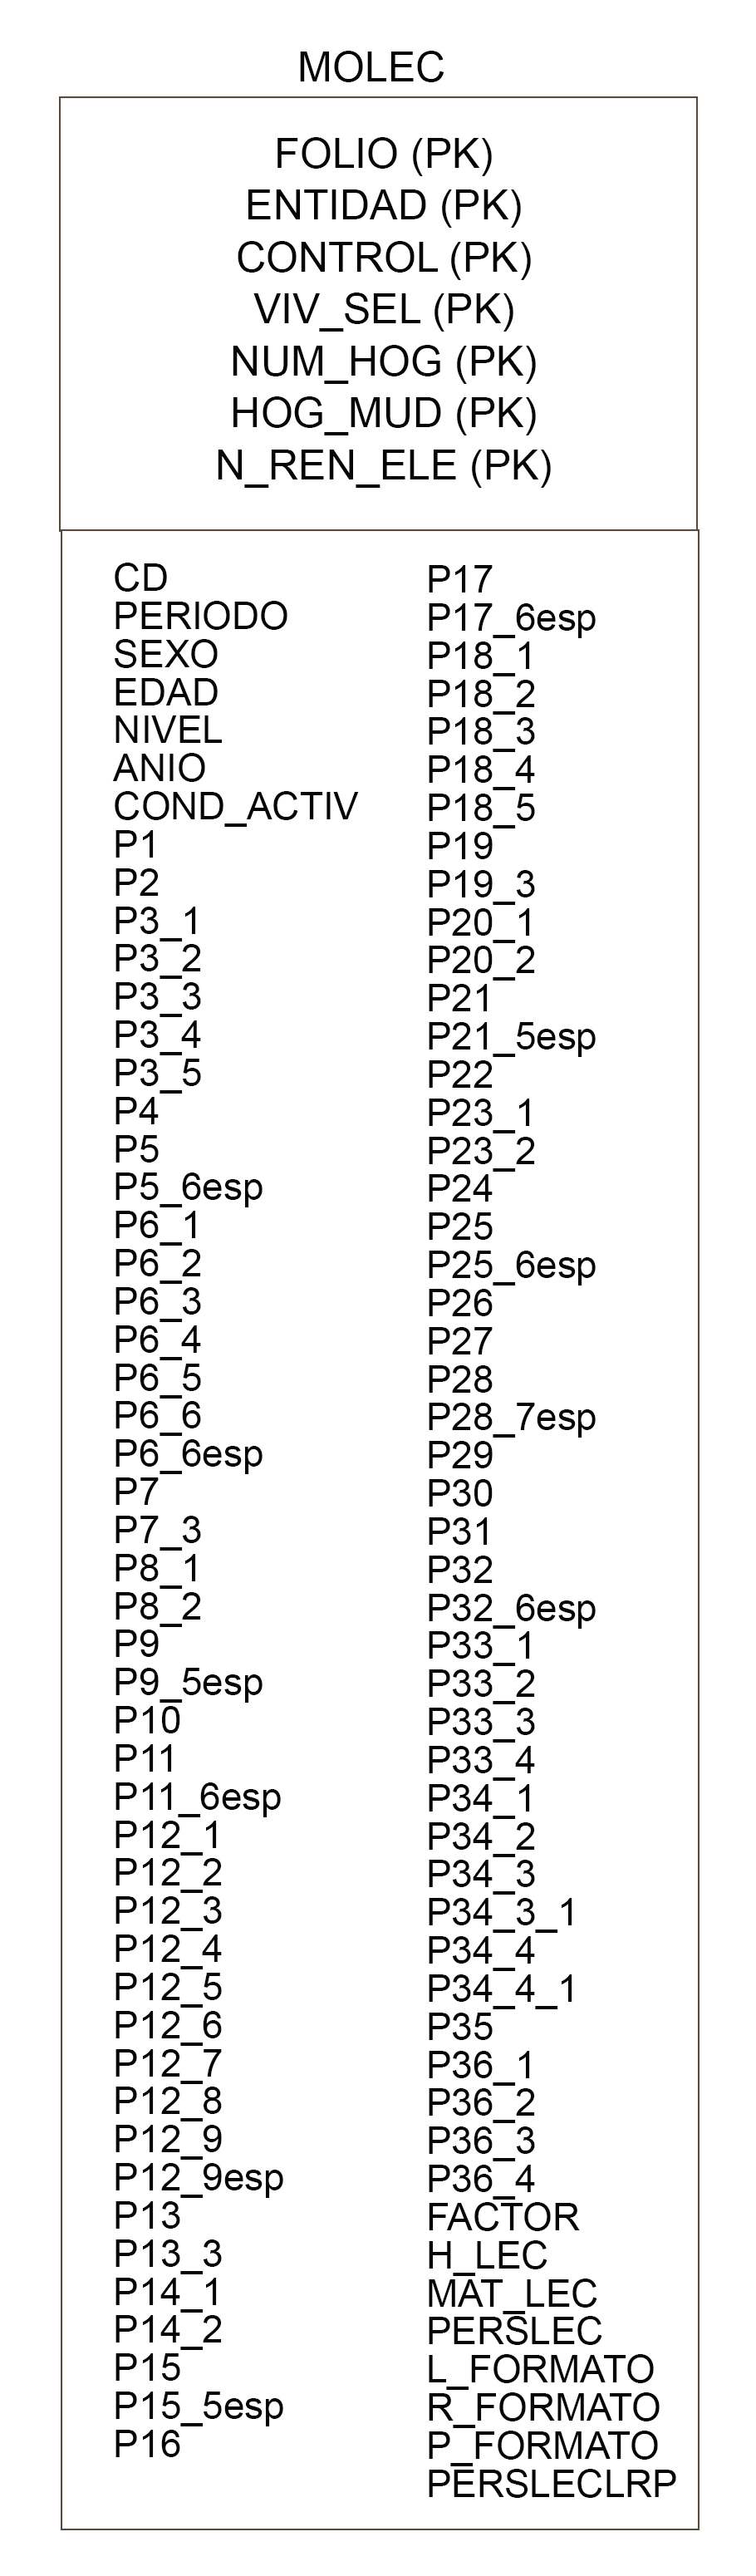 MOLEC
FOLIO (PK)
ENTIDAD (PK)
CONTROL (PK)
VIV_SEL (PK)
NUM_HOG (PK)
HOG_MUD (PK)
N_REN_ELE (PK)
CD
PERIODO
SEXO
EDAD
NIVEL
ANIO
COND_ACTIV
P1
P2
P3_1
P3_2
P3_3
P3_4
P3_5
P4
P5
P5_6esp
P6_1
P6_2
P6_3
P6_4
P6_5
P6_6
P6_6esp
P7
P7_3
P8_1
P8_2
P9
P9_5esp
P10
P11
P11_6esp
P12_1
P12_2
P12_3
P12_4
P12_5
P12_6
P12_7
P12_8
P12_9
P12_9esp
P13
P13_3
P14_1
P14_2
P15
P15_5esp
P16
P17
P17_6esp
P18_1
P18_2
P18_3
P18_4
P18_5
P19
P19_3
P20_1
P20_2
P21
P21_5esp
P22
P23_1
P23_2
P24
P25
P25_6esp
P26
P27
P28
P28_7esp
P29
P30
P31
P32
P32_6esp
P33_1
P33_2
P33_3
P33_4
P34_1
P34_2
P34_3
P34_3_1
P34_4
P34_4_1
P35
P36_1
P36_2
P36_3
P36_4
FACTOR
H_LEC
MAT_LEC
PERSLEC
L_FORMATO
R_FORMATO
P_FORMATO
PERSLECLRP